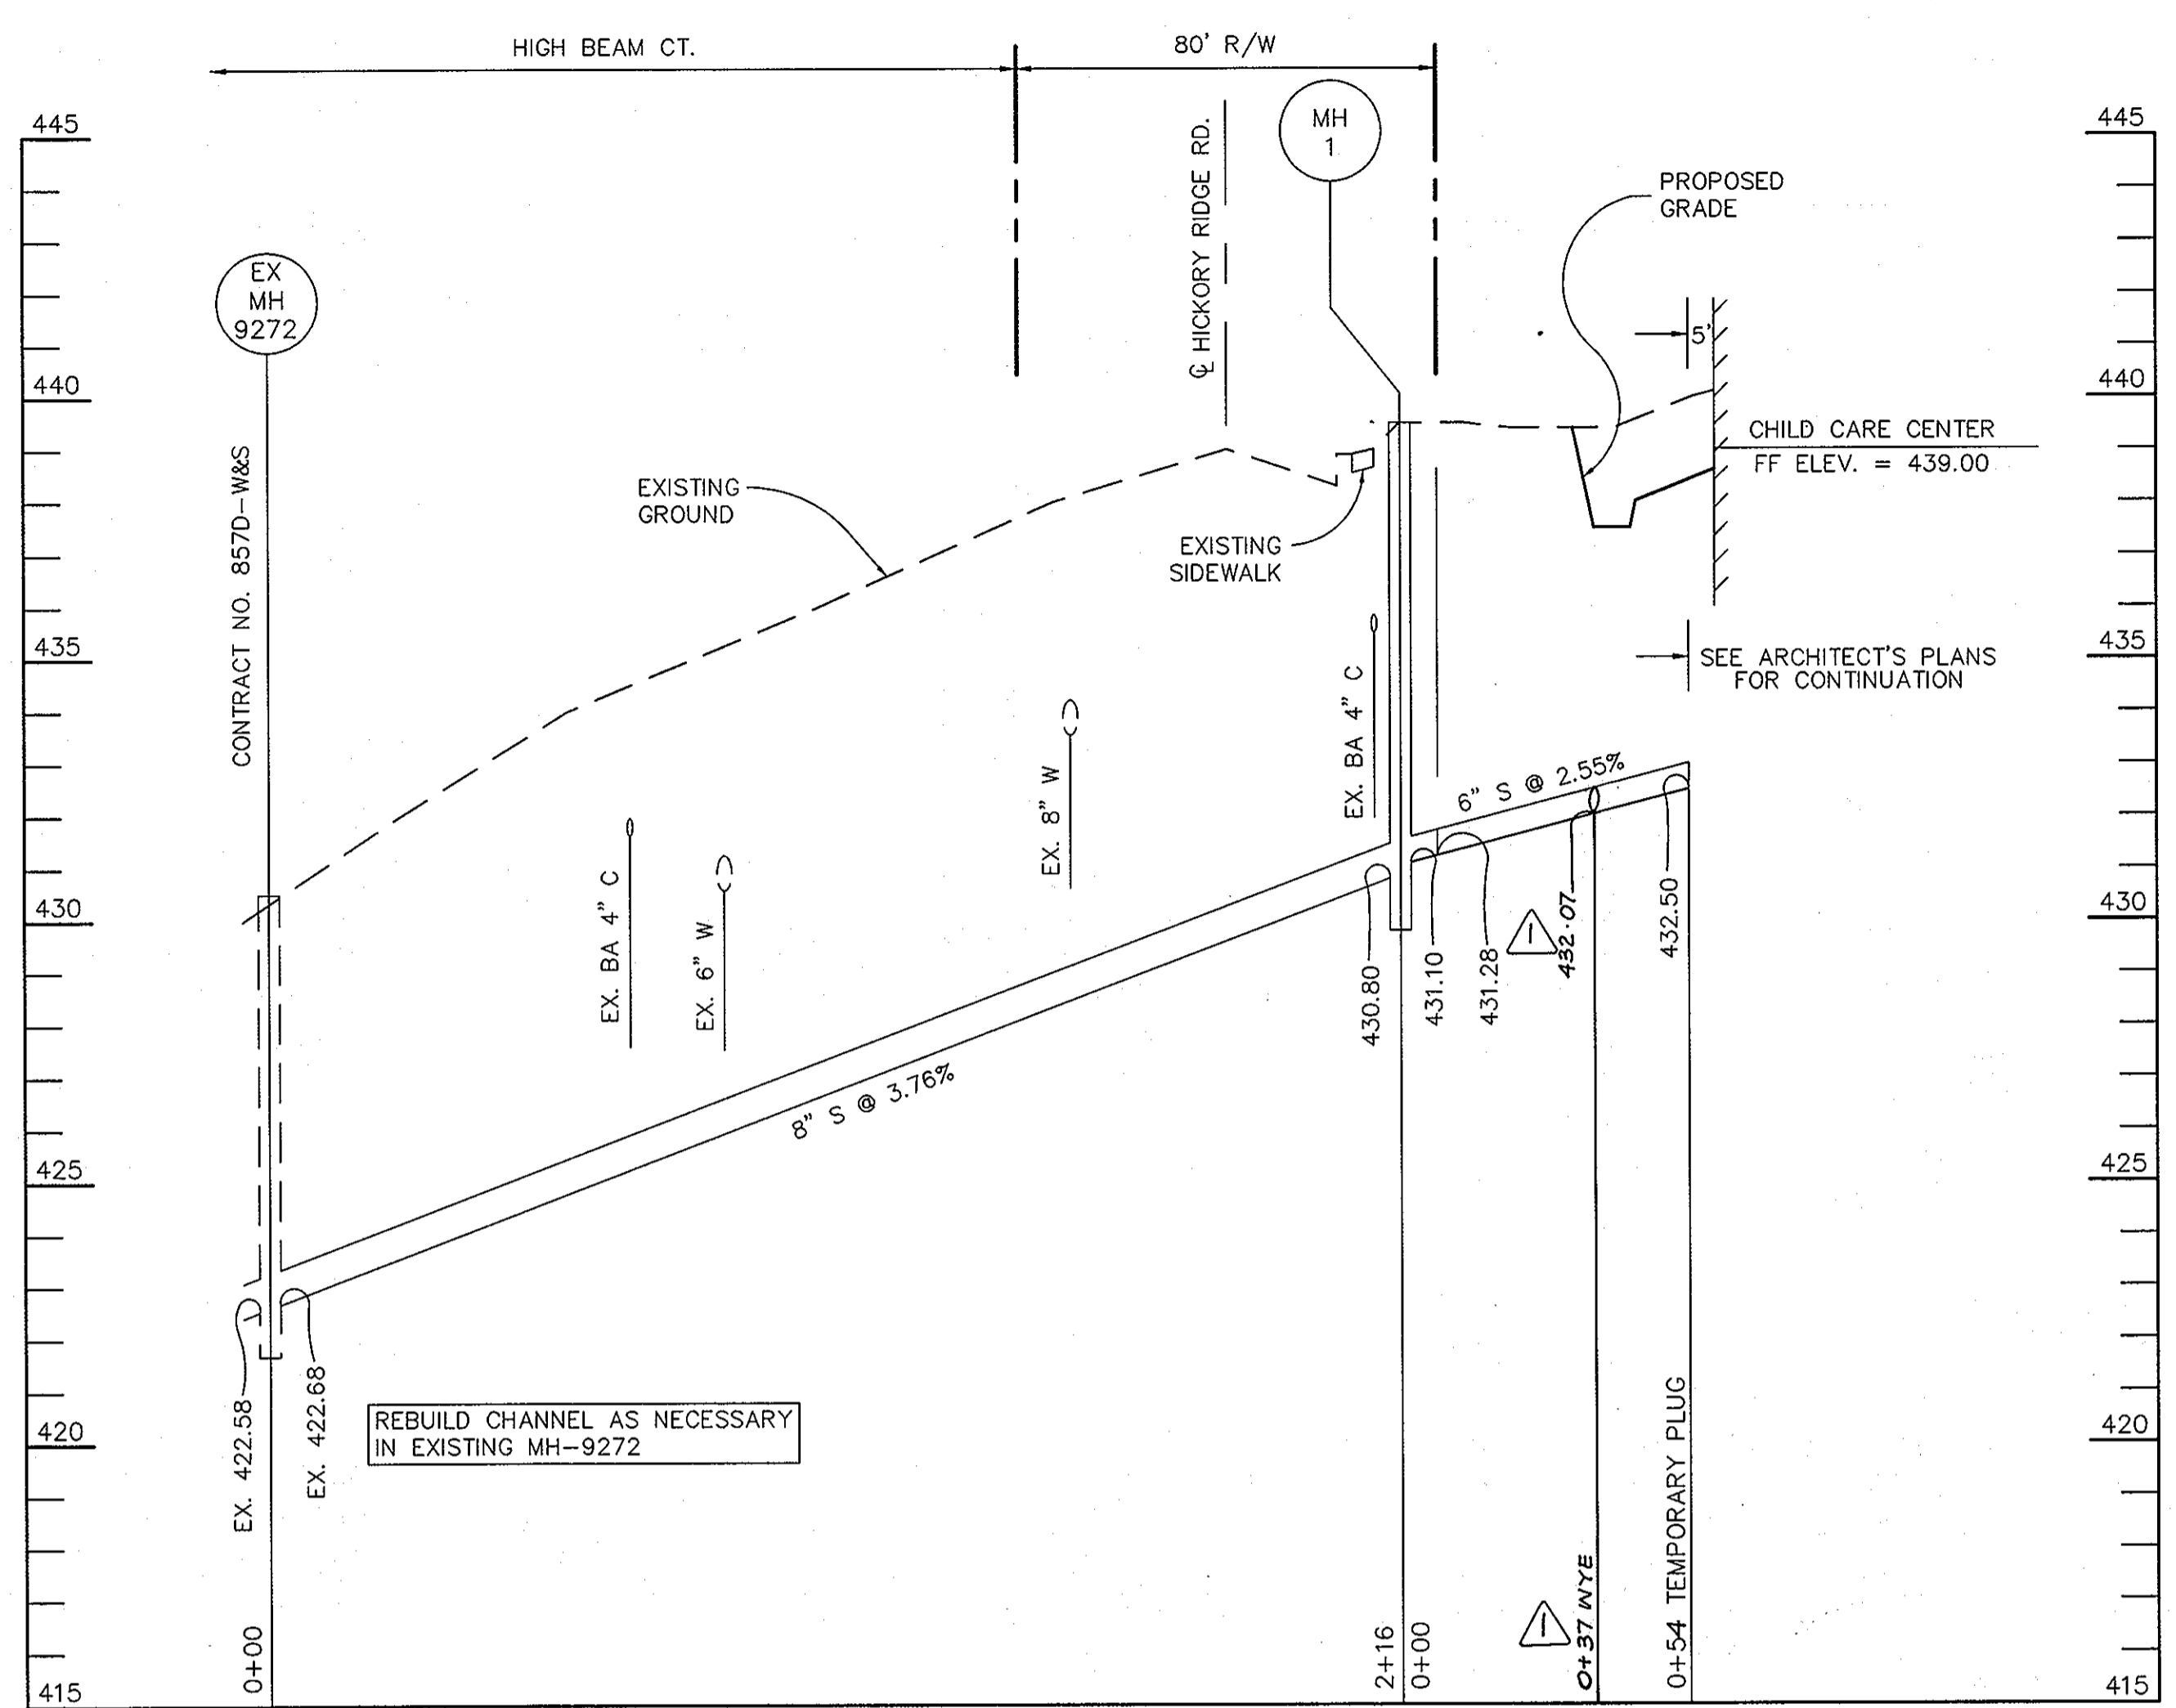 HIGH BEAM CT.
80' R/W
445
445
MH
1
℄ HICKORY RIDGE RD.
PROPOSED
GRADE
EX
MH
9272
5'
440
440
CHILD CARE CENTER
FF ELEV. = 439.00
CONTRACT NO. 857D-W&S
EXISTING
GROUND
EXISTING
SIDEWALK
435
435
SEE ARCHITECT'S PLANS
FOR CONTINUATION
EX. BA 4" C
EX. 6" W
EX. 8" W
EX. BA 4" C
6" S @ 2.55%
430
430
430.80
431.10
431.28
1
432.07
432.50
8" S @ 3.76%
425
425
EX. 422.58
EX. 422.68
REBUILD CHANNEL AS NECESSARY
IN EXISTING MH-9272
420
420
0+00
2+16
0+00
1
0+37 WYE
0+54 TEMPORARY PLUG
415
415